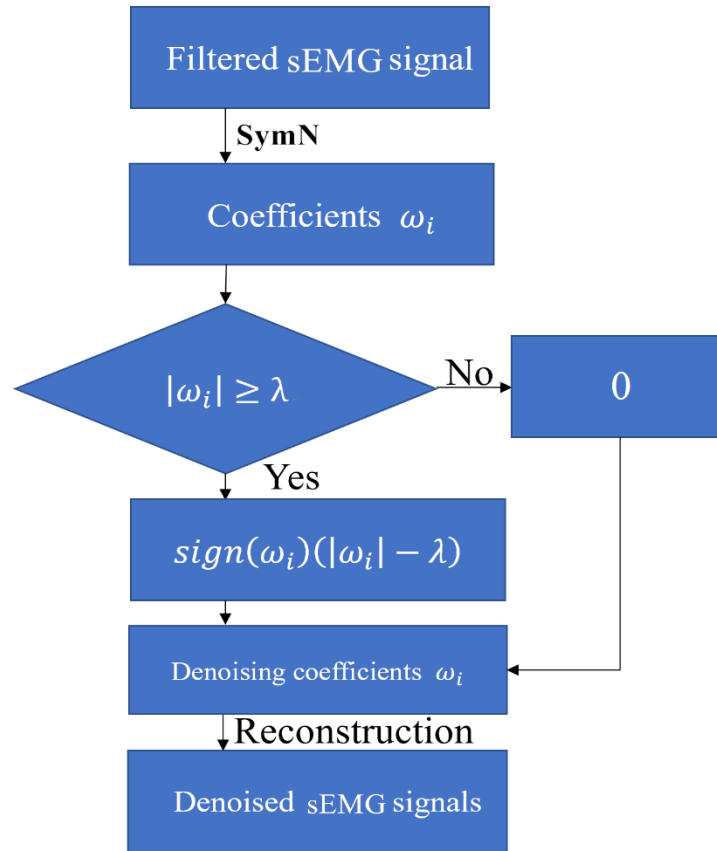 Filtered sEMG signal
SymN
Coefficients ω_i
|ω_i| ≥ λ
No
0
Yes
sign(ω_i)(|ω_i| − λ)
Denoising coefficients ω_i
Reconstruction
Denoised sEMG signals